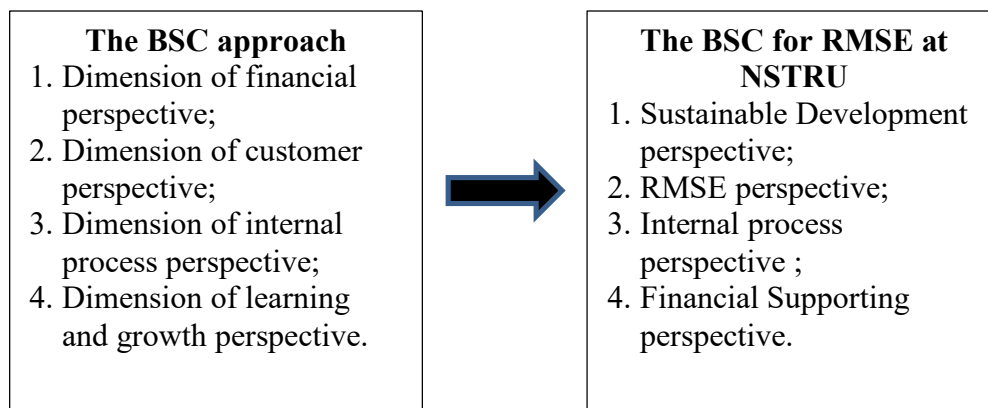 The BSC approach
1. Dimension of financial
perspective;
2. Dimension of customer
perspective;
3. Dimension of internal
process perspective;
4. Dimension of learning
and growth perspective.
The BSC for RMSE at
NSTRU
1. Sustainable Development
perspective;
2. RMSE perspective;
3. Internal process
perspective ;
4. Financial Supporting
perspective.